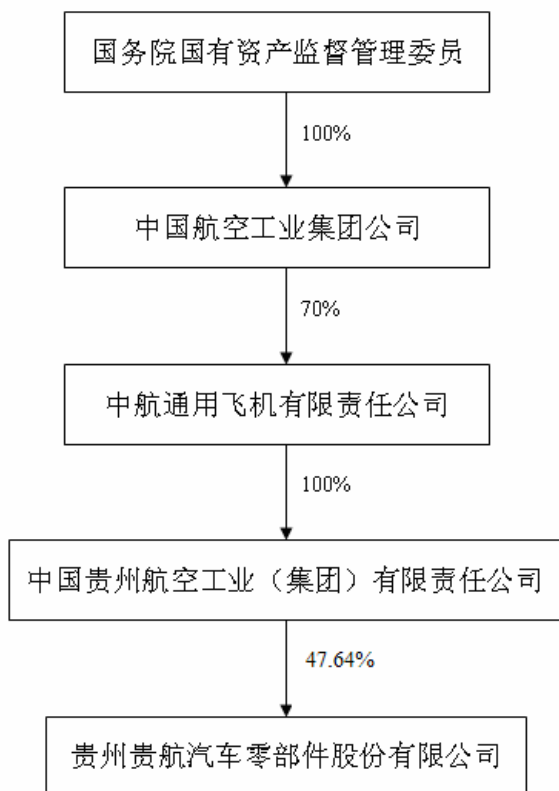 国务院国有资产监督管理委员
100%
中国航空工业集团公司
70%
中航通用飞机有限责任公司
100%
中国贵州航空工业（集团）有限责任公司
47.64%
贵州贵航汽车零部件股份有限公司